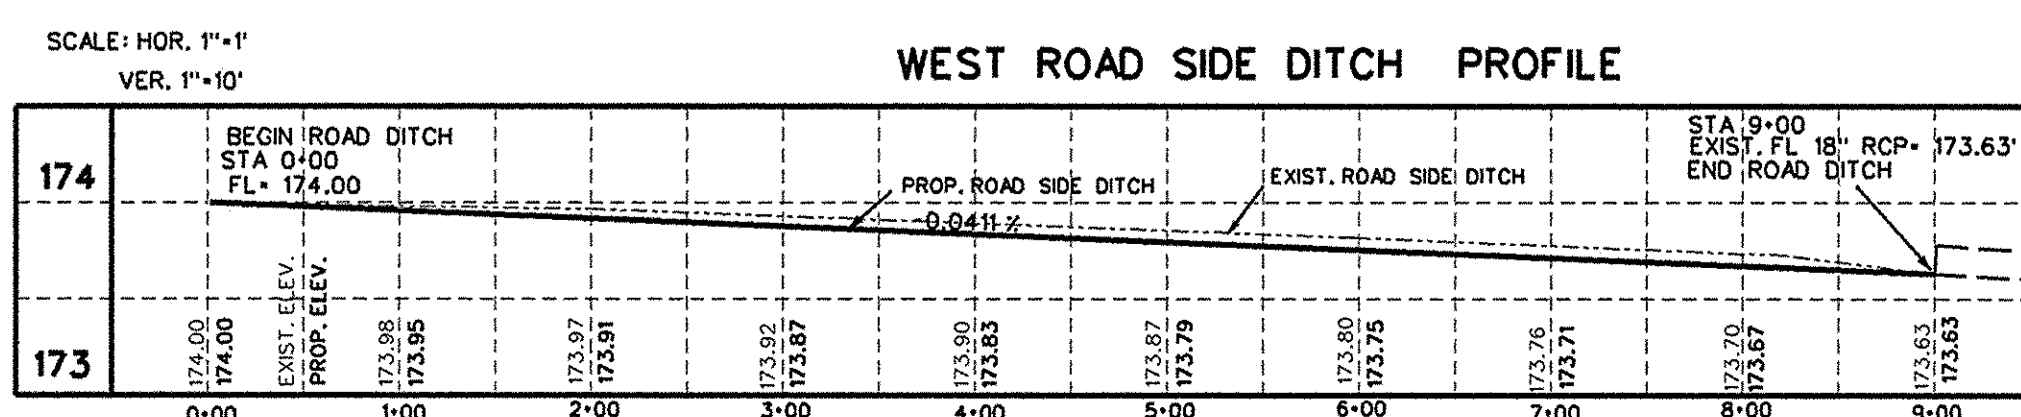 SCALE: HOR. 1"=1'
VER. 1"=10'
WEST ROAD SIDE DITCH PROFILE
174
BEGIN ROAD DITCH
STA 0+00
FL= 174.00
PROP. ROAD SIDE DITCH
0.0411 %
EXIST. ROAD SIDE DITCH
STA 9+00
EXIST. FL 18" RCP= 173.63'
END ROAD DITCH
173
174.00
174.00
EXIST. ELEV.
PROP. ELEV.
173.98
173.95
173.97
173.91
173.92
173.87
173.90
173.83
173.87
173.79
173.80
173.75
173.76
173.71
173.70
173.67
173.63
173.63
0+00 1+00 2+00 3+00 4+00 5+00 6+00 7+00 8+00 9+00